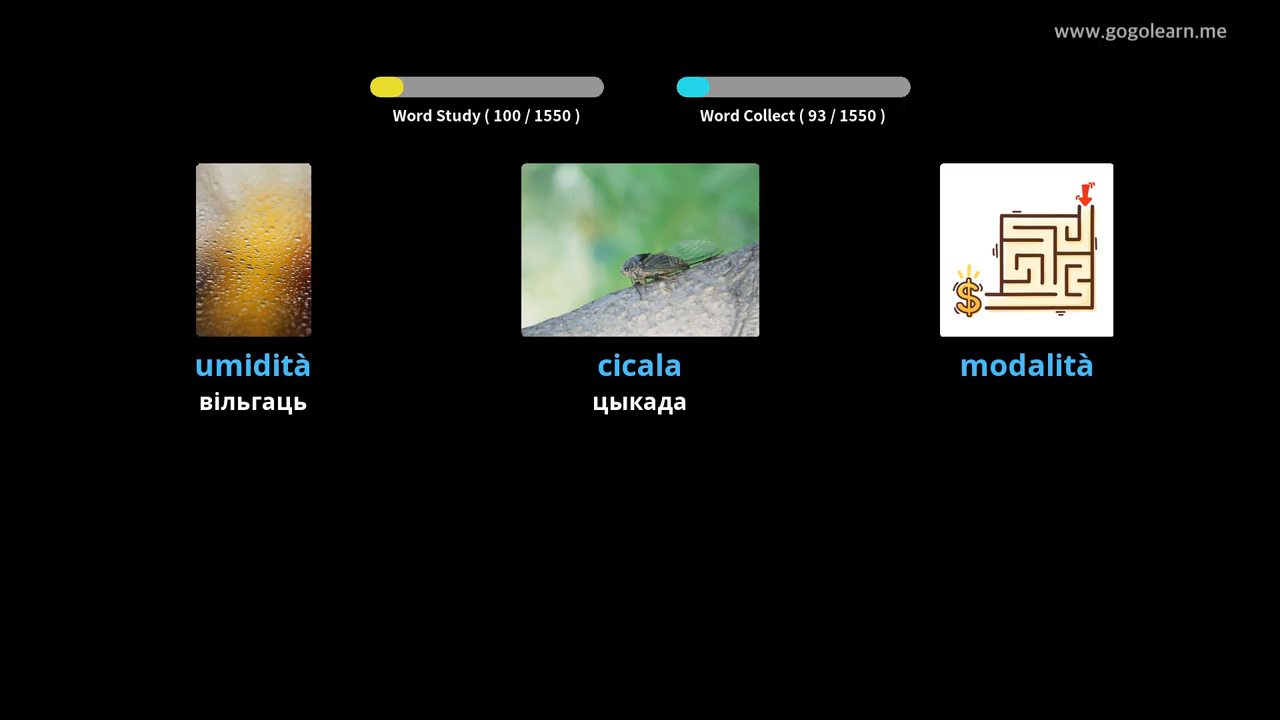 www.gogolearn.me
Word Study ( 100 / 1550 )
Word Collect ( 93 / 1550 )
umidità
вільгаць
cicala
цыкада
modalità